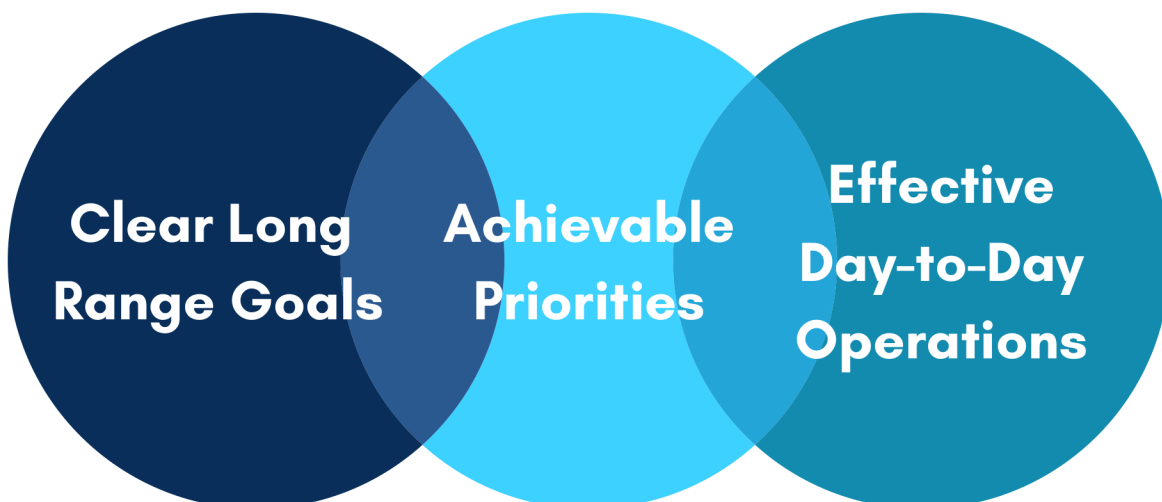 Clear Long
Range Goals
Achievable
Priorities
Effective
Day-to-Day
Operations